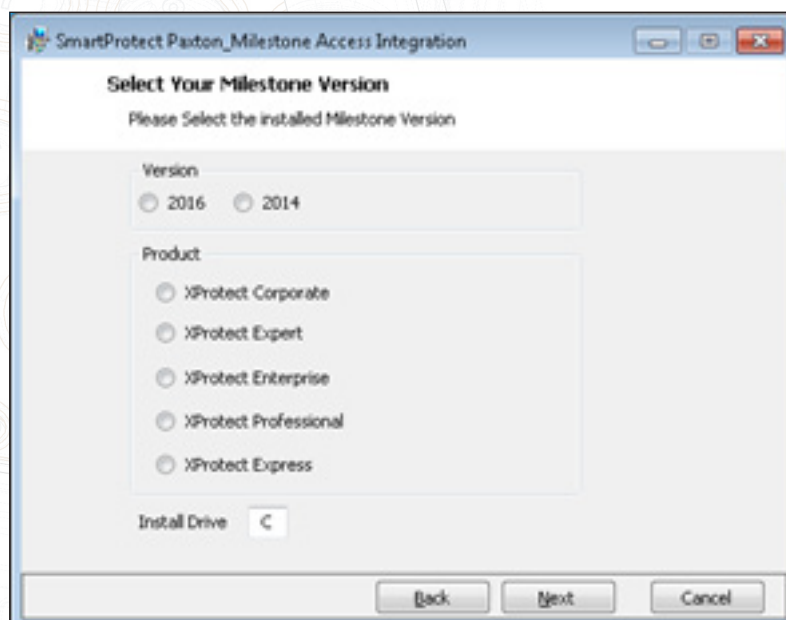 SmartProtect Paxton_Milestone Access Integration
Select Your Milestone Version
Please Select the installed Milestone Version
Version
2016 2014
Product
XProtect Corporate
XProtect Expert
XProtect Enterprise
XProtect Professional
XProtect Express
Install Drive C
Back Next Cancel